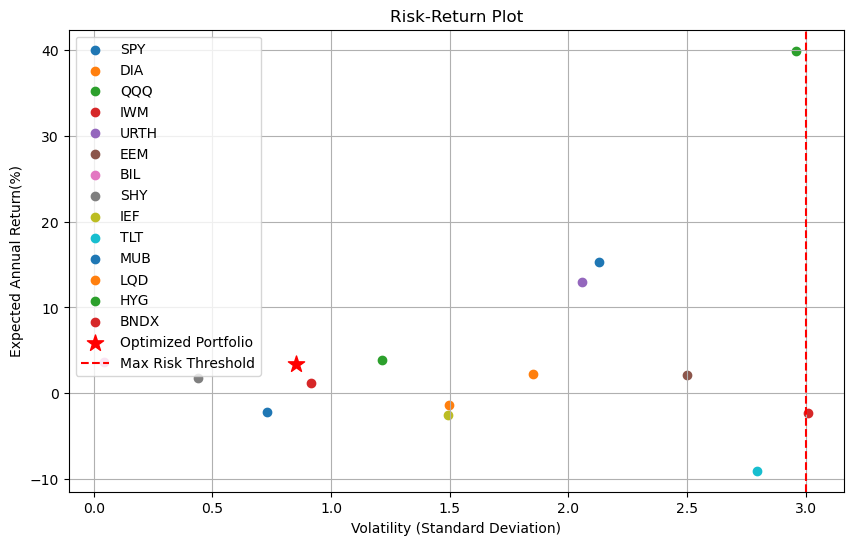 Risk-Return Plot
SPY
DIA
QQQ
IWM
URTH
EEM
BIL
SHY
IEF
TLT
MUB
LQD
HYG
BNDX
Optimized Portfolio
Max Risk Threshold
Expected Annual Return(%)
40
30
20
10
0
−10
0.0 0.5 1.0 1.5 2.0 2.5 3.0
Volatility (Standard Deviation)